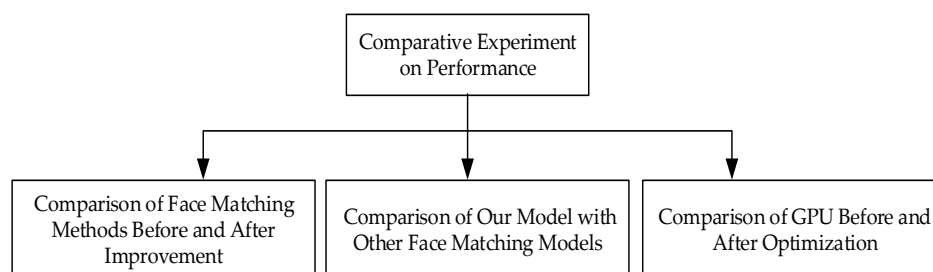 Comparative Experiment
on Performance
Comparison of Face Matching
Methods Before and After
Improvement
Comparison of Our Model with
Other Face Matching Models
Comparison of GPU Before and
After Optimization